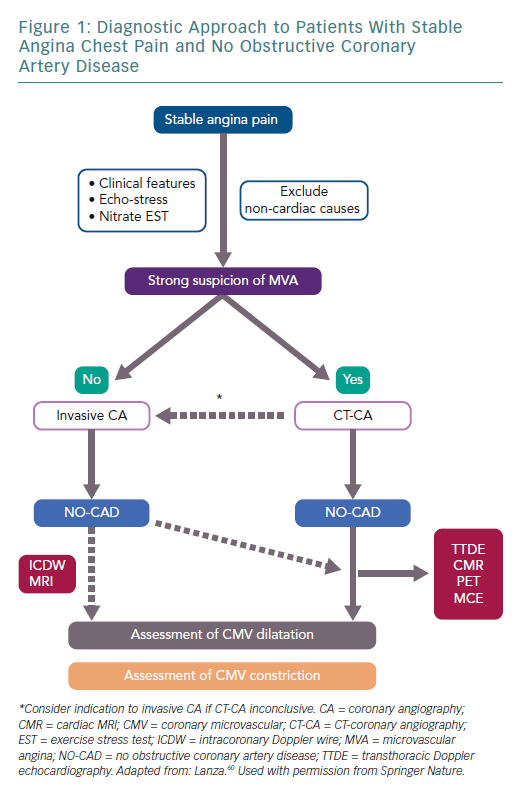 Figure 1: Diagnostic Approach to Patients With Stable
Angina Chest Pain and No Obstructive Coronary
Artery Disease
Stable angina pain
• Clinical features
• Echo-stress
• Nitrate EST
Exclude
non-cardiac causes
Strong suspicion of MVA
No
Yes
Invasive CA
*
CT-CA
NO-CAD
NO-CAD
ICDW
MRI
TTDE
CMR
PET
MCE
Assessment of CMV dilatation
Assessment of CMV constriction
*Consider indication to invasive CA if CT-CA inconclusive. CA = coronary angiography;
CMR = cardiac MRI; CMV = coronary microvascular; CT-CA = CT-coronary angiography;
EST = exercise stress test; ICDW = intracoronary Doppler wire; MVA = microvascular
angina; NO-CAD = no obstructive coronary artery disease; TTDE = transthoracic Doppler
echocardiography. Adapted from: Lanza.⁶⁰ Used with permission from Springer Nature.